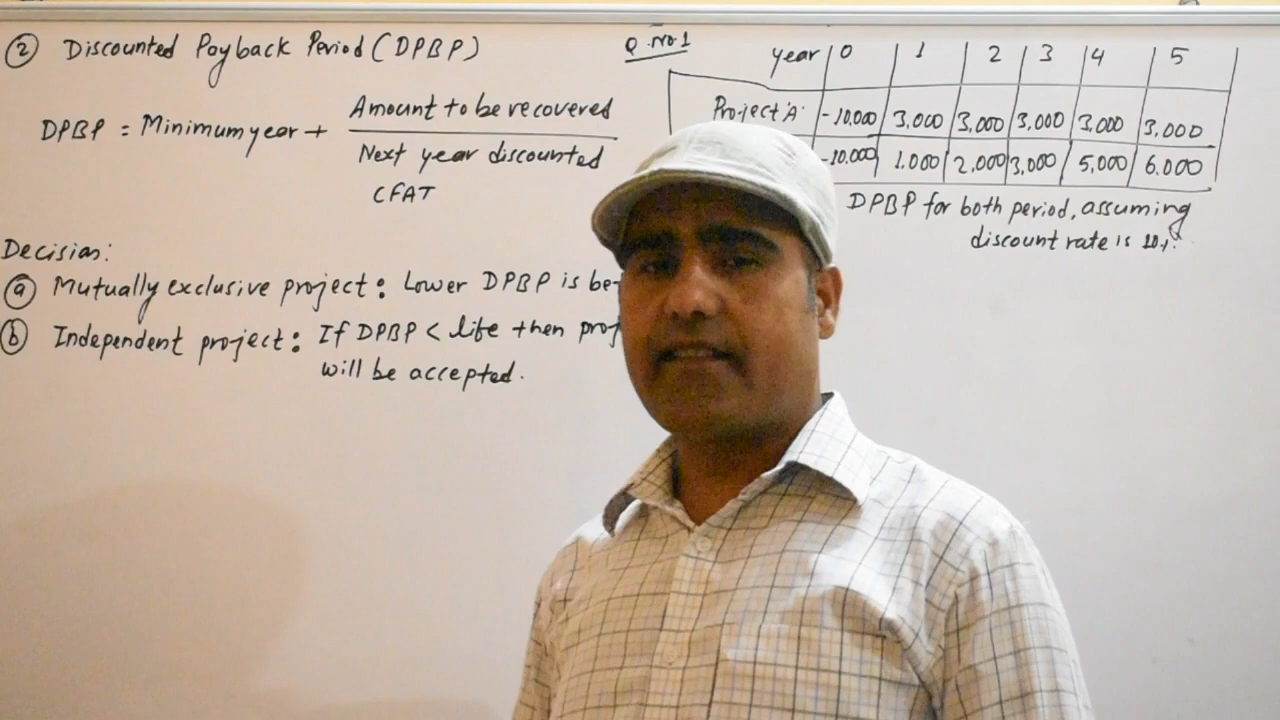 ② Discounted Payback Period (DPBP)
DPBP = Minimum year + Amount to be recovered
Next year discounted
CFAT
Decision:
ⓐ Mutually exclusive project: Lower DPBP is be-
ⓑ Independent project: If DPBP < life then proj
will be accepted.
Q.No1
year 0 1 2 3 4 5
Project 'A' -10,000 3,000 3,000 3,000 3,000 3,000
-10,000 1,000 2,000 3,000 5,000 6,000
DPBP for both period, assuming
discount rate is 10%.